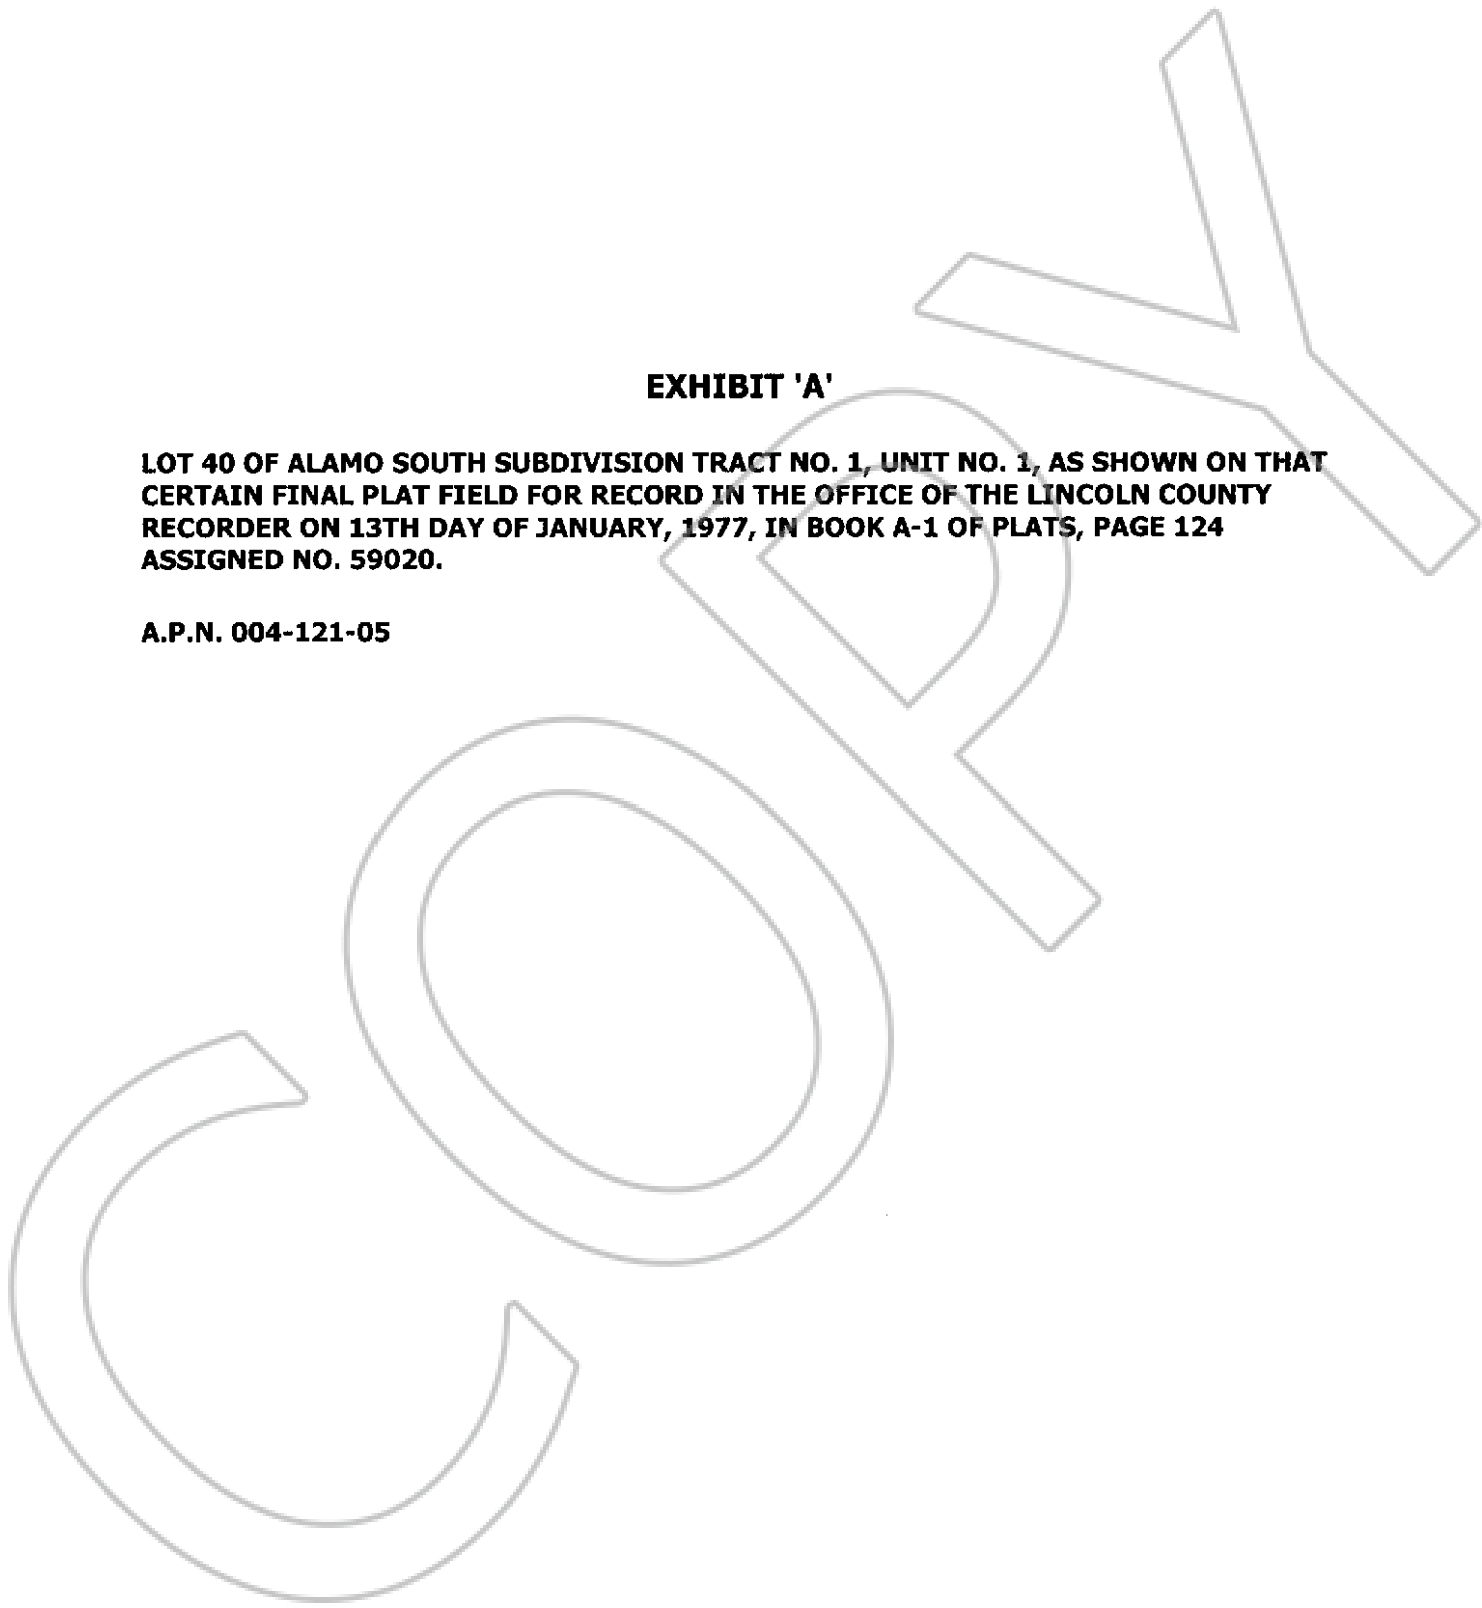 EXHIBIT 'A'
LOT 40 OF ALAMO SOUTH SUBDIVISION TRACT NO. 1, UNIT NO. 1, AS SHOWN ON THAT
CERTAIN FINAL PLAT FIELD FOR RECORD IN THE OFFICE OF THE LINCOLN COUNTY
RECORDER ON 13TH DAY OF JANUARY, 1977, IN BOOK A-1 OF PLATS, PAGE 124
ASSIGNED NO. 59020.
A.P.N. 004-121-05
COPY